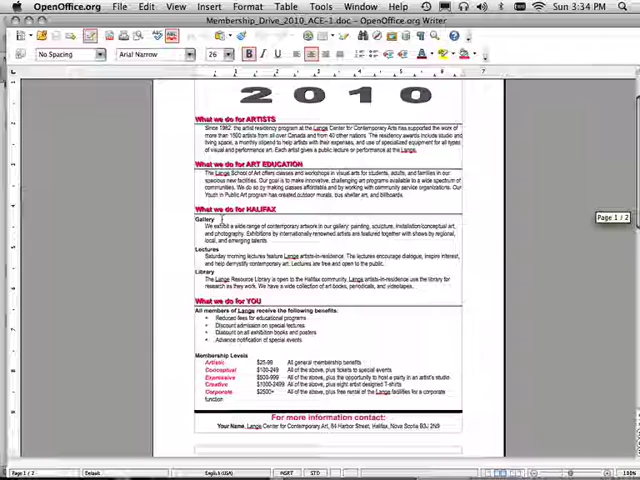 OpenOffice.org File Edit View Insert Format Table Tools Window Help Sun 3:34 PM
Membership_Drive_2010_ACE-1.doc - OpenOffice.org Writer
No Spacing Arial Narrow 26 B I U
1 2 3 4 5 6 7
2010
What we do for ARTISTS
Since 1982, the artist residency program at the Lange Center for Contemporary Arts has supported the work of
more than 1500 artists from all over Canada and from 40 other nations. The residency award includes studio and
living space, a monthly stipend to help artists with their expenses, and use of specialized equipment for all types
of visual and performance art. Each artist gives a public lecture or performance at the Lange.
What we do for ART EDUCATION
The Lange School of Art offers classes and workshops in visual arts for students, adults, and families in our
spacious new facilities. Our goal is to make innovative, challenging art programs available to a wide spectrum of
communities. We do so by making classes affordable and by working with community service organizations. Our
Youth in Public Art program has created outdoor murals, bus shelter art, and billboards.
What we do for HALIFAX
Gallery
We exhibit a wide range of contemporary artwork in our gallery: painting, sculpture, installation/conceptual art,
and photography. Exhibitions by internationally-renowned artists are featured together with shows by regional,
local, and emerging talents.
Page 1 / 2
Lectures
Saturday morning lectures feature Lange artists-in-residence. The lectures encourage dialogue, inspire interest,
and help demystify contemporary art. Lectures are free and open to the public.
Library
The Lange Resource Library is open to the Halifax community. Lange artists-in-residence use the library for
research as they work. We have a wide collection of art books, periodicals, and videotapes.
What we do for YOU
All members of Lange receive the following benefits:
• Reduced fees for educational programs
• Discount admission on special lectures
• Discount on all exhibition books and posters
• Advance notification of special events
Membership Levels
Artistic $25-99 All general membership benefits
Conceptual $100-249 All of the above, plus tickets to special events
Expressive $500-999 All of the above, plus the opportunity to host a party in an artist's studio
Creative $1000-2499 All of the above, plus eight artist designed T-shirts
Corporate $2500+ All of the above, plus free rental of the Lange facilities for a corporate
function
For more information contact:
Your Name, Lange Center for Contemporary Art, 84 Harbor Street, Halifax, Nova Scotia B3J 2N9
Page 1 / 2 Default English (USA) INSRT STD 110%